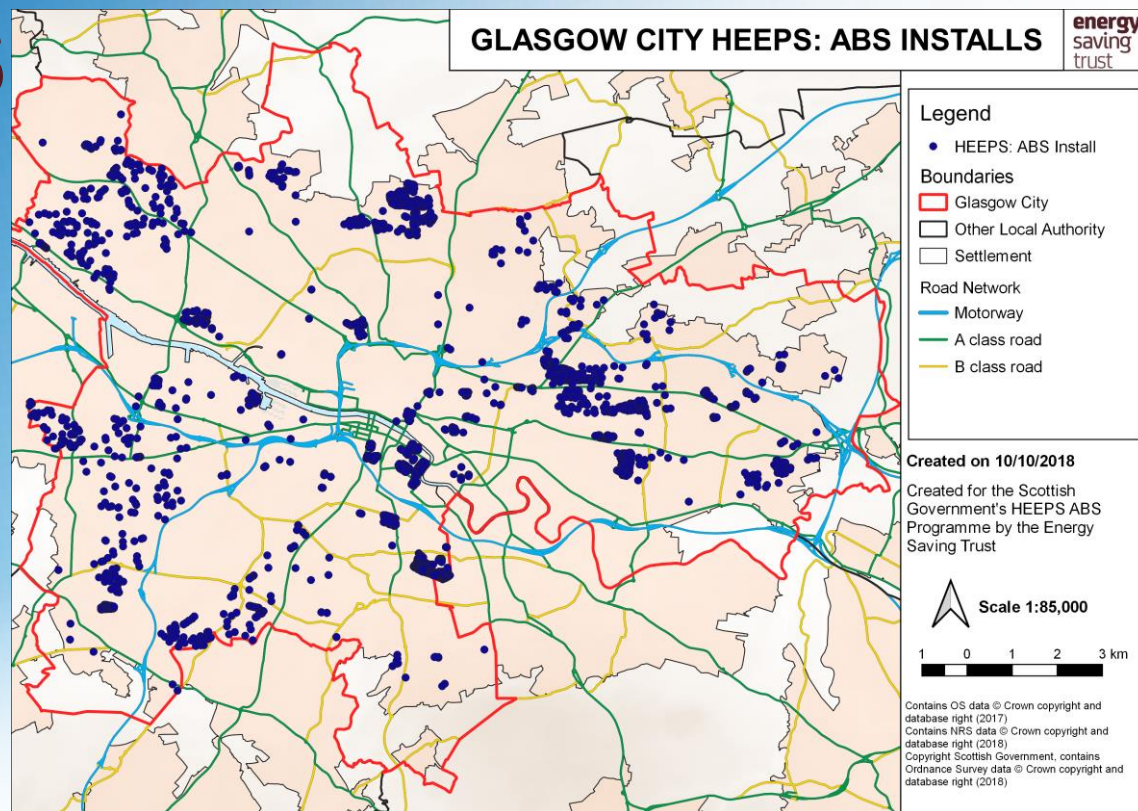 GLASGOW CITY HEEPS: ABS INSTALLS
energy
saving
trust
Legend
HEEPS: ABS Install
Boundaries
Glasgow City
Other Local Authority
Settlement
Road Network
Motorway
A class road
B class road
Created on 10/10/2018
Created for the Scottish
Government's HEEPS ABS
Programme by the Energy
Saving Trust
Scale 1:85,000
1 0 1 2 3 km
Contains OS data © Crown copyright and
database right (2017)
Contains NRS data © Crown copyright and
database right (2018)
Copyright Scottish Government, contains
Ordnance Survey data © Crown copyright and
database right (2018)